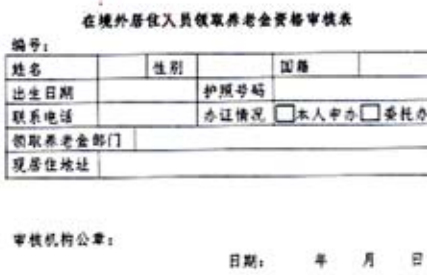 在境外居住人员领取养老金资格审核表
编号：
姓名 性别 国籍
出生日期 护照号码
联系电话 办证情况 本人申办 委托办
领取养老金部门
现居住地址
审核机构公章：
日期： 年 月 日